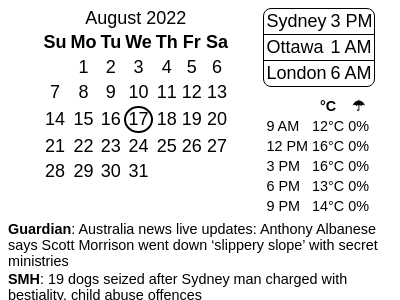 August 2022
Su Mo Tu We Th Fr Sa
1 2 3 4 5 6
7 8 9 10 11 12 13
14 15 16 17 18 19 20
21 22 23 24 25 26 27
28 29 30 31
Sydney 3 PM
Ottawa 1 AM
London 6 AM
°C ☂
9 AM 12°C 0%
12 PM 16°C 0%
3 PM 16°C 0%
6 PM 13°C 0%
9 PM 14°C 0%
Guardian: Australia news live updates: Anthony Albanese
says Scott Morrison went down ‘slippery slope’ with secret
ministries
SMH: 19 dogs seized after Sydney man charged with
bestiality, child abuse offences